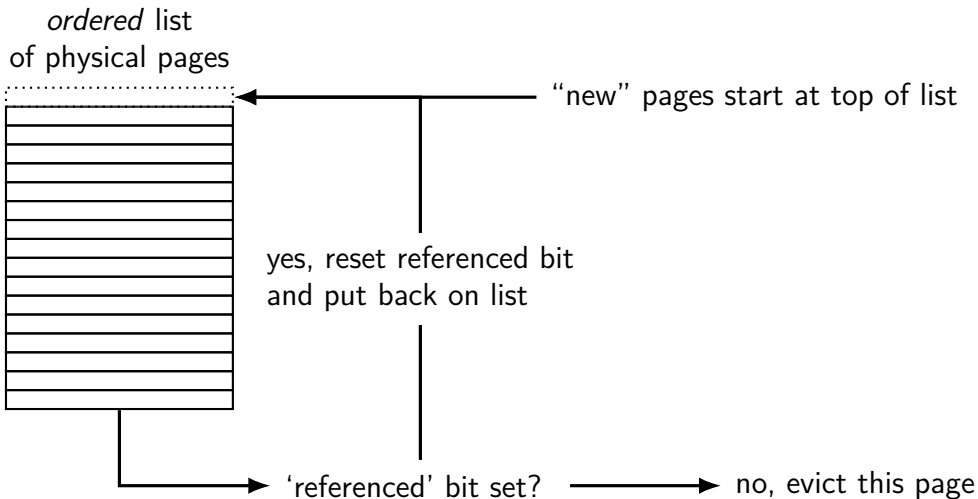 ordered list
of physical pages
“new” pages start at top of list
yes, reset referenced bit
and put back on list
‘referenced’ bit set?
no, evict this page